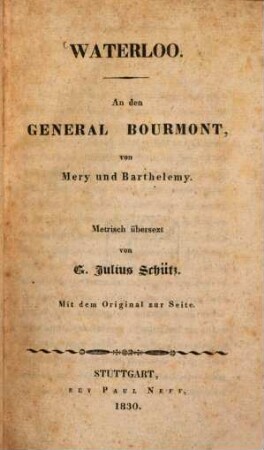 WATERLOO.
An den
GENERAL BOURMONT,
von
Mery und Barthelemy.
Metrisch übersezt
von
G. Julius Schütz.
Mit dem Original zur Seite.
STUTTGART,
BEY PAUL NEFF,
1830.